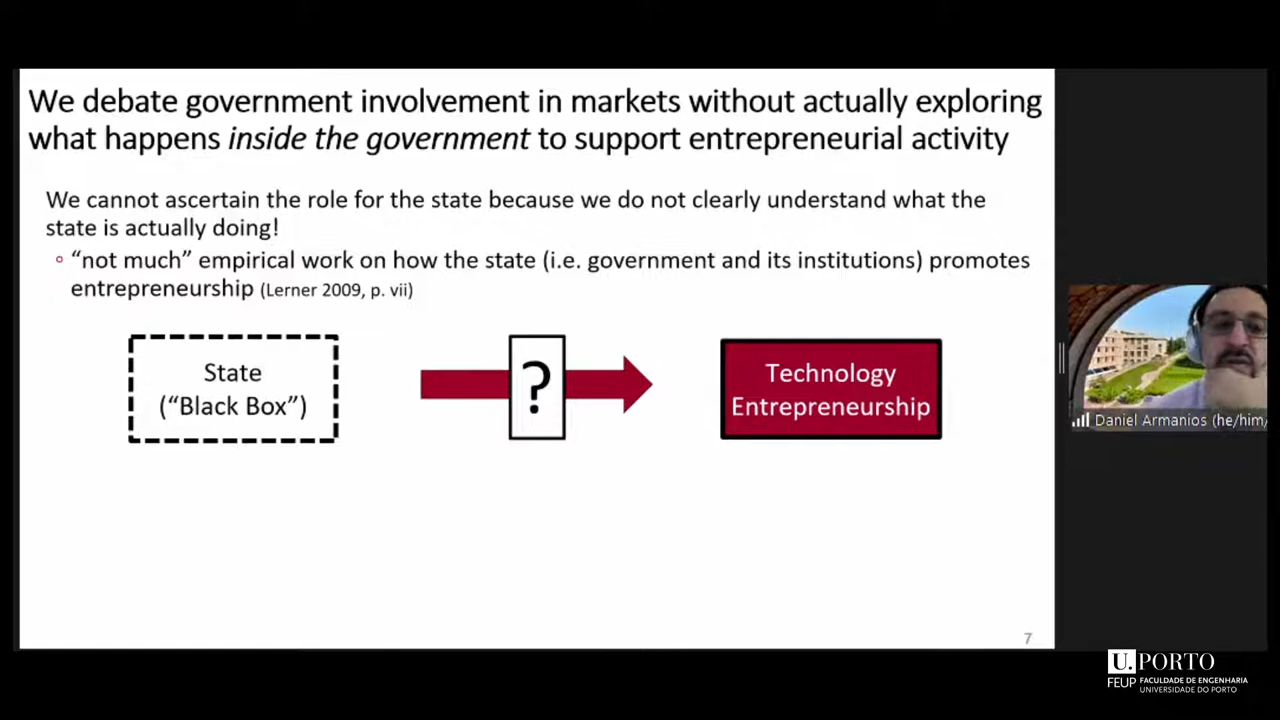 We debate government involvement in markets without actually exploring
what happens inside the government to support entrepreneurial activity
We cannot ascertain the role for the state because we do not clearly understand what the
state is actually doing!
“not much” empirical work on how the state (i.e. government and its institutions) promotes
entrepreneurship (Lerner 2009, p. vii)
State
(“Black Box”)
?
Technology
Entrepreneurship
7
Daniel Armanios (he/him/
U. PORTO
FEUP FACULDADE DE ENGENHARIA
UNIVERSIDADE DO PORTO